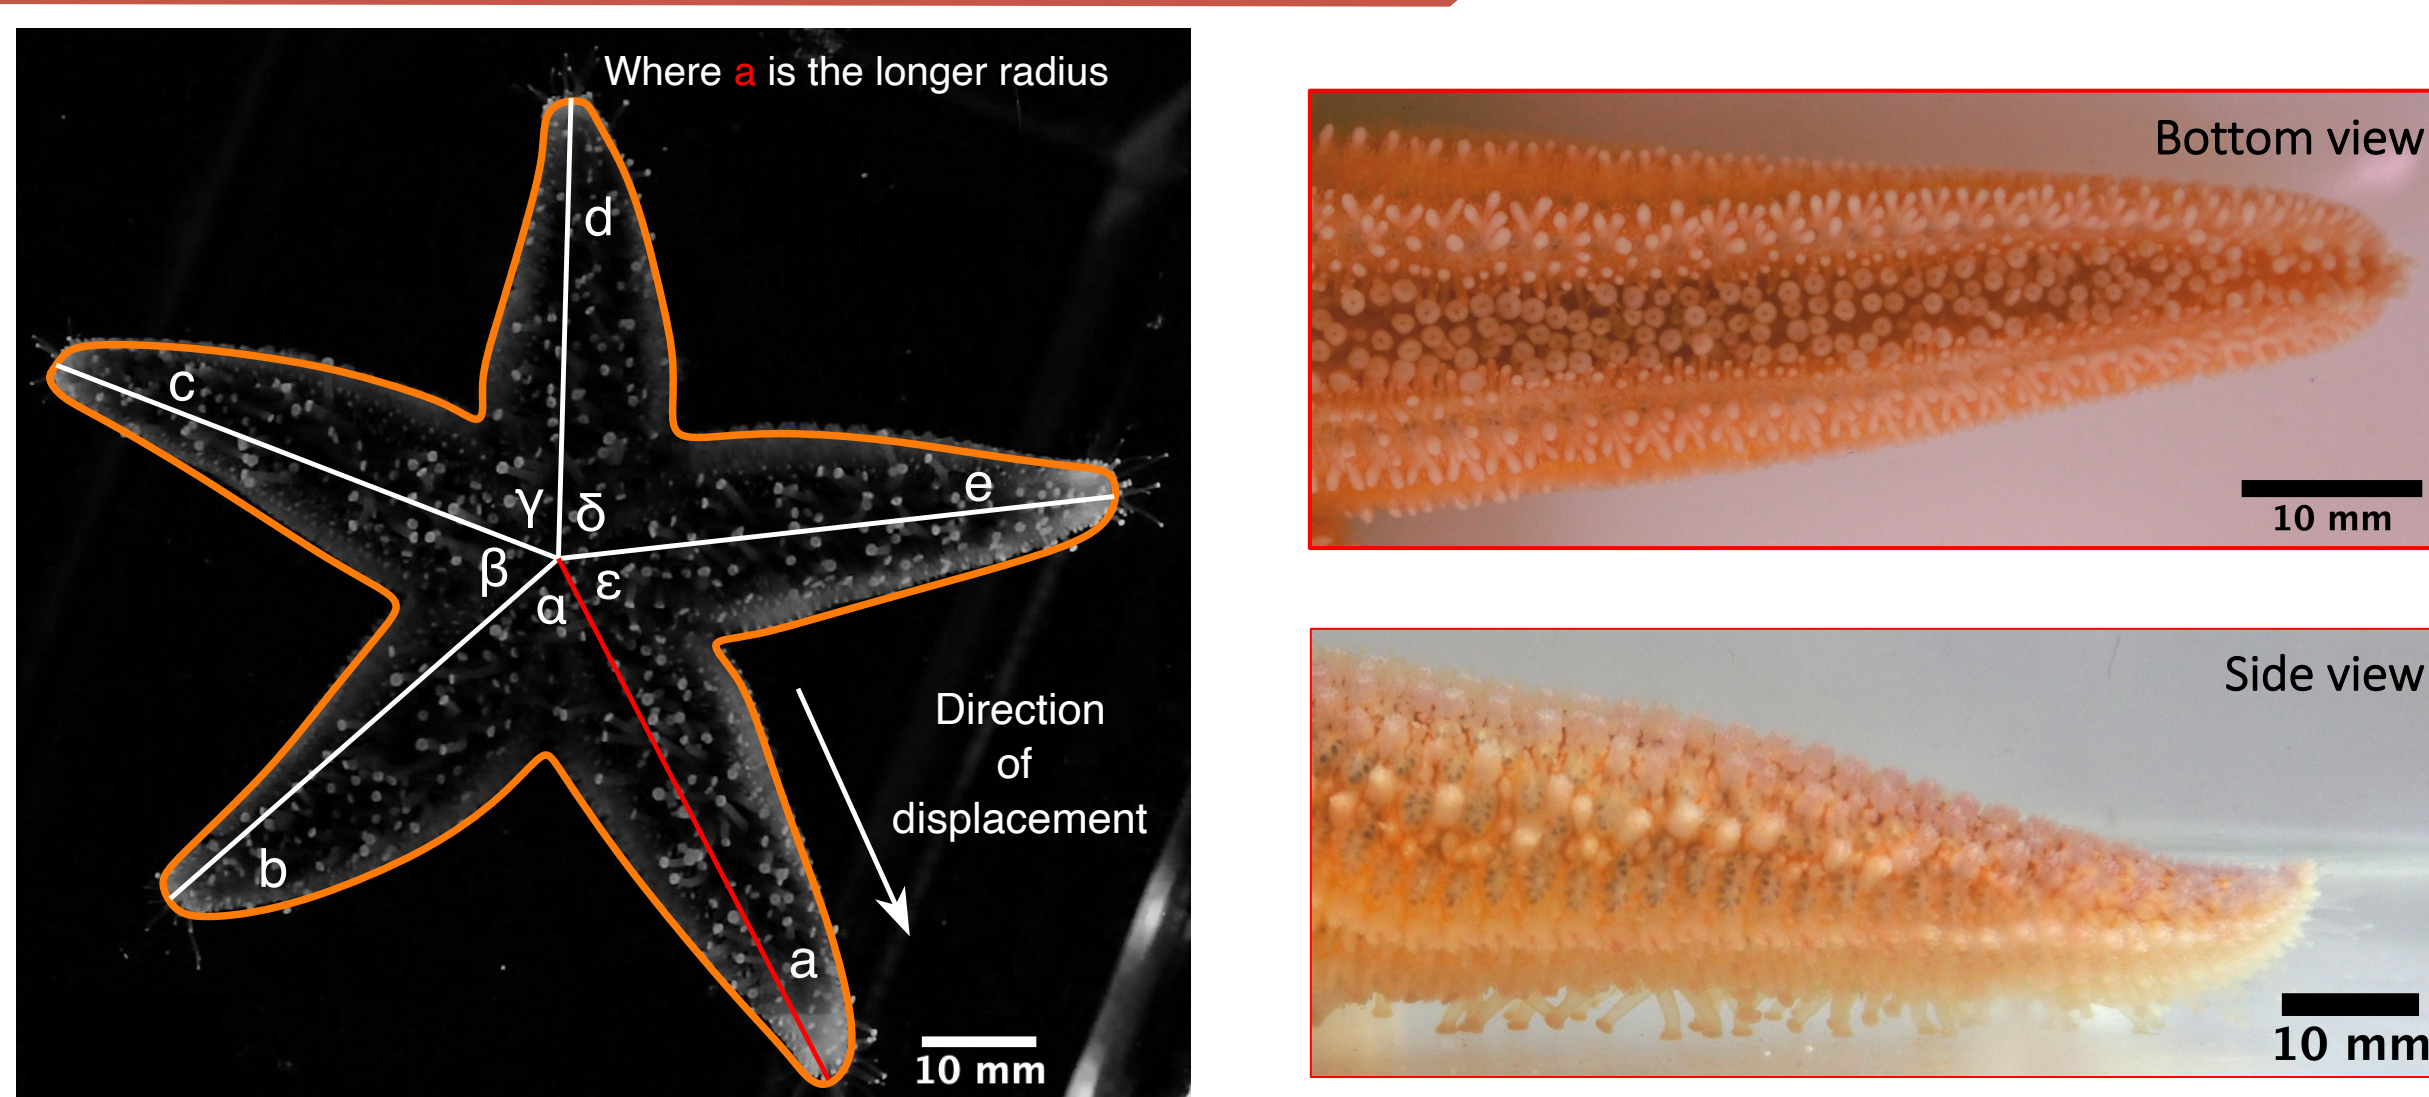 Where a is the longer radius
d
c
e
γ δ
β ε
α
Direction
of
displacement
b
a
10 mm
Bottom view
10 mm
Side view
10 mm